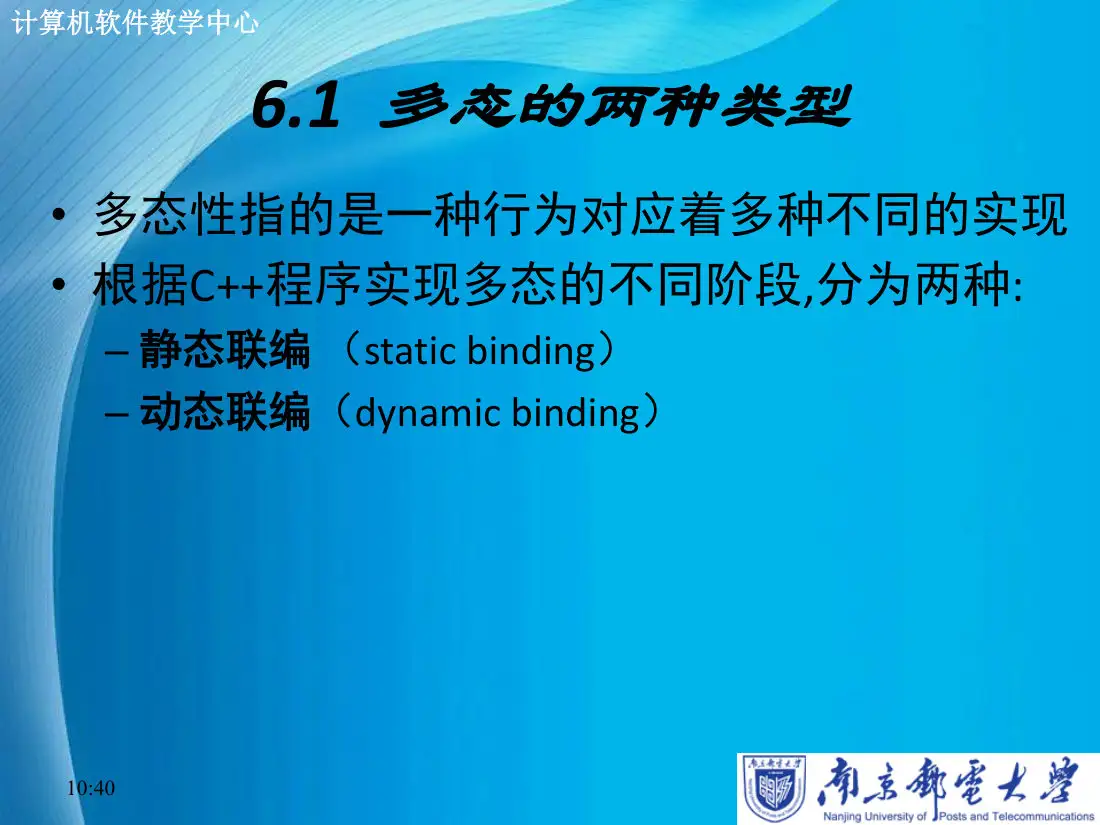 计算机软件教学中心
6.1 多态的两种类型
• 多态性指的是一种行为对应着多种不同的实现
• 根据C++程序实现多态的不同阶段,分为两种:
– 静态联编 （static binding）
– 动态联编（dynamic binding）
10:40
南京郵電大學
Nanjing University of Posts and Telecommunications